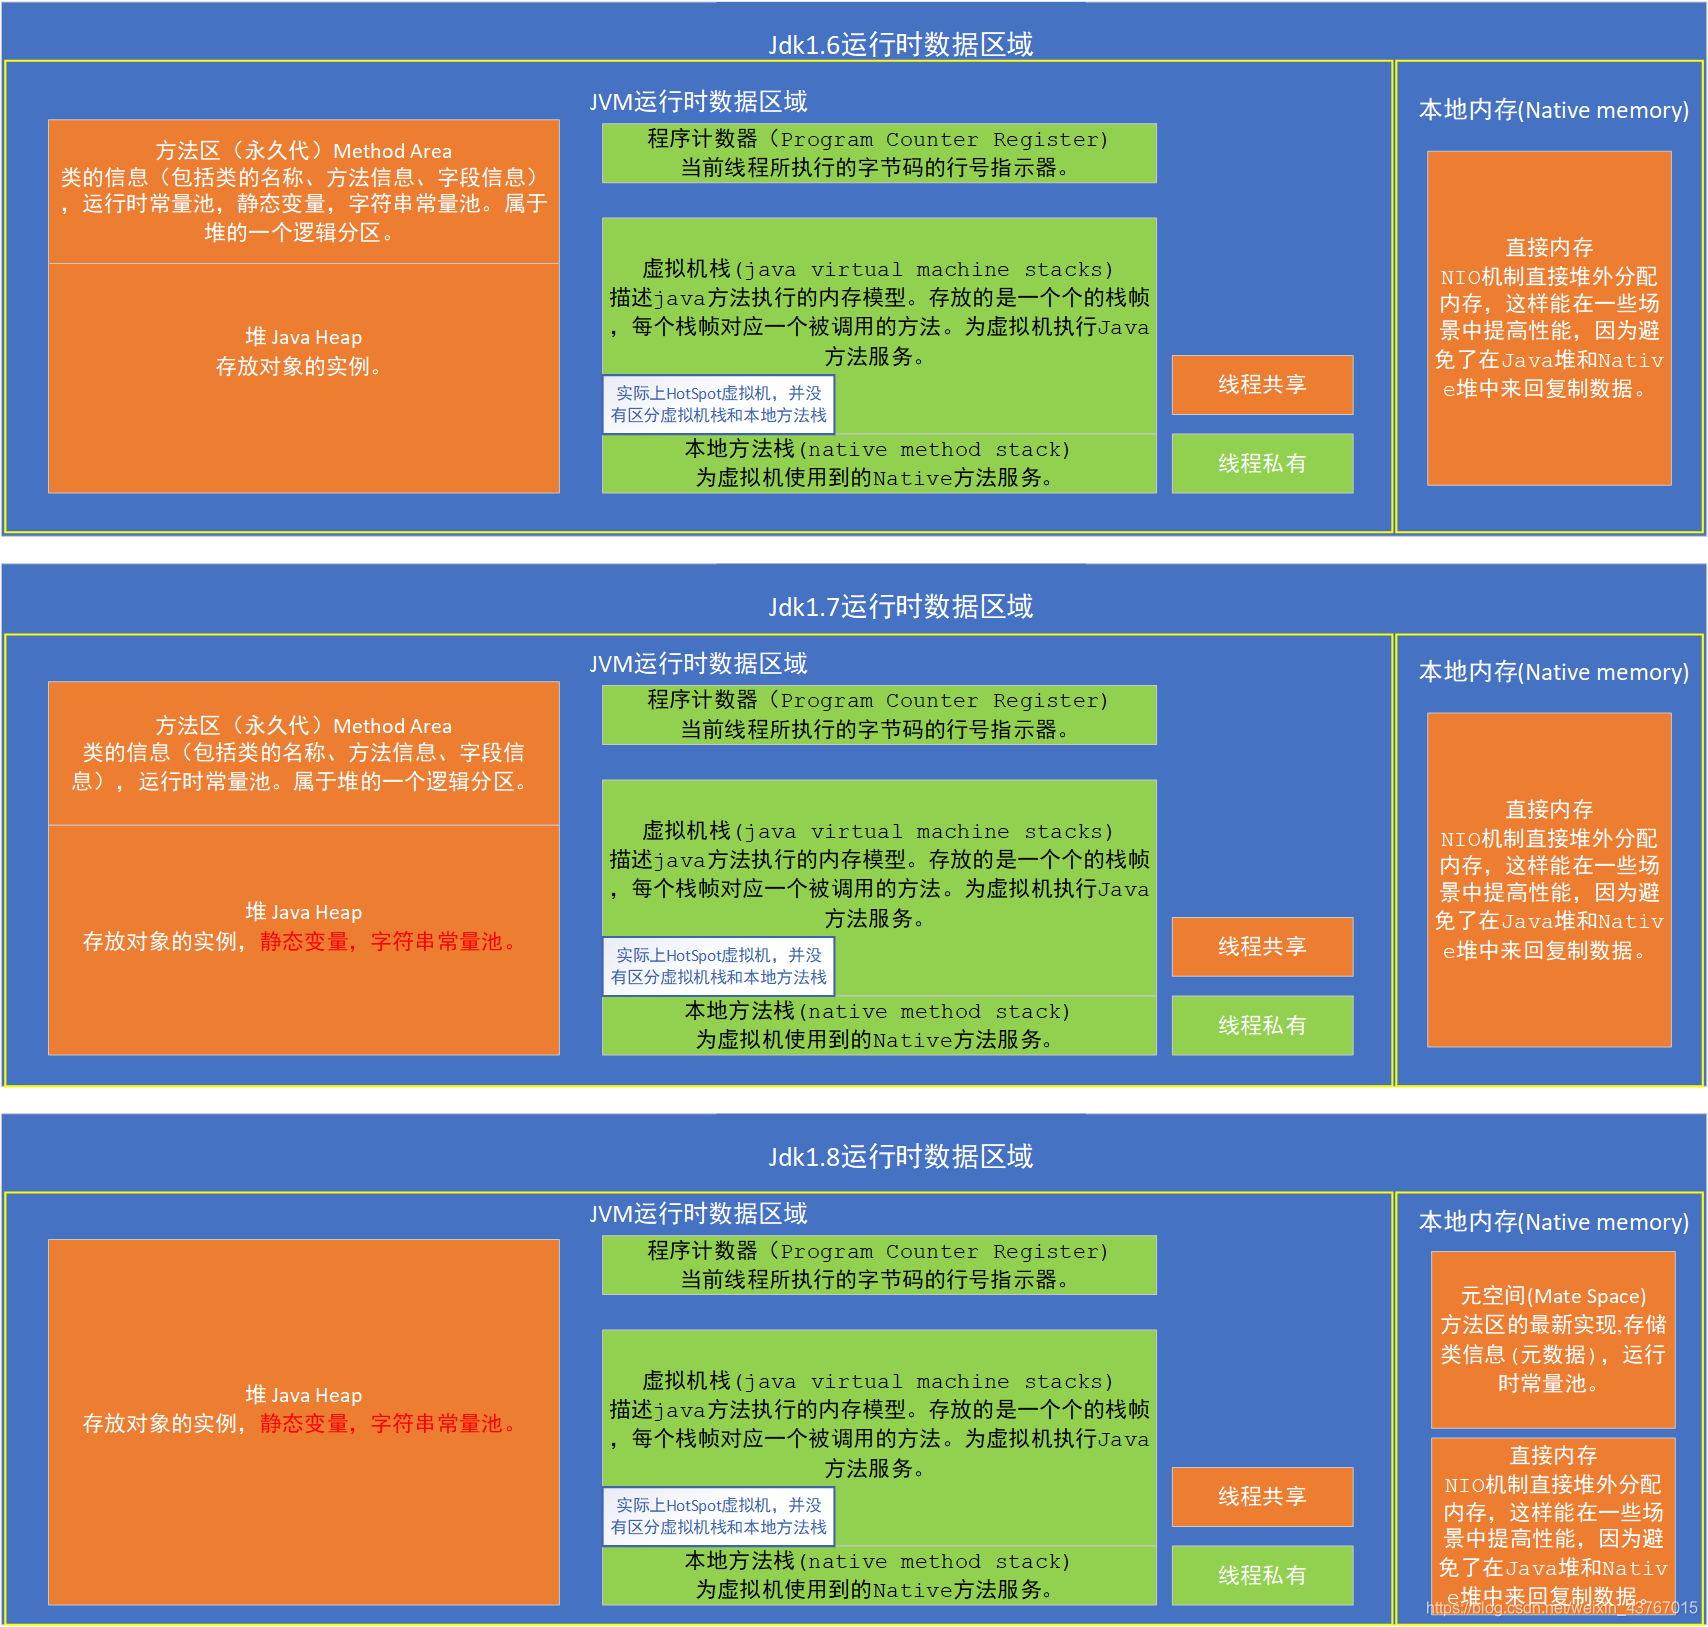 Jdk1.6运行时数据区域
JVM运行时数据区域
本地内存(Native memory)
方法区（永久代）Method Area
类的信息（包括类的名称、方法信息、字段信息）
，运行时常量池，静态变量，字符串常量池。属于
堆的一个逻辑分区。
堆 Java Heap
存放对象的实例。
程序计数器（Program Counter Register)
当前线程所执行的字节码的行号指示器。
虚拟机栈(java virtual machine stacks)
描述java方法执行的内存模型。存放的是一个个的栈帧
，每个栈帧对应一个被调用的方法。为虚拟机执行Java
方法服务。
实际上HotSpot虚拟机，并没
有区分虚拟机栈和本地方法栈
本地方法栈(native method stack)
为虚拟机使用到的Native方法服务。
线程共享
线程私有
直接内存
NIO机制直接堆外分配
内存，这样能在一些场
景中提高性能，因为避
免了在Java堆和Nativ
e堆中来回复制数据。
Jdk1.7运行时数据区域
JVM运行时数据区域
本地内存(Native memory)
方法区（永久代）Method Area
类的信息（包括类的名称、方法信息、字段信
息），运行时常量池。属于堆的一个逻辑分区。
堆 Java Heap
存放对象的实例，静态变量，字符串常量池。
程序计数器（Program Counter Register)
当前线程所执行的字节码的行号指示器。
虚拟机栈(java virtual machine stacks)
描述java方法执行的内存模型。存放的是一个个的栈帧
，每个栈帧对应一个被调用的方法。为虚拟机执行Java
方法服务。
实际上HotSpot虚拟机，并没
有区分虚拟机栈和本地方法栈
本地方法栈(native method stack)
为虚拟机使用到的Native方法服务。
线程共享
线程私有
直接内存
NIO机制直接堆外分配
内存，这样能在一些场
景中提高性能，因为避
免了在Java堆和Nativ
e堆中来回复制数据。
Jdk1.8运行时数据区域
JVM运行时数据区域
本地内存(Native memory)
堆 Java Heap
存放对象的实例，静态变量，字符串常量池。
程序计数器（Program Counter Register)
当前线程所执行的字节码的行号指示器。
虚拟机栈(java virtual machine stacks)
描述java方法执行的内存模型。存放的是一个个的栈帧
，每个栈帧对应一个被调用的方法。为虚拟机执行Java
方法服务。
实际上HotSpot虚拟机，并没
有区分虚拟机栈和本地方法栈
本地方法栈(native method stack)
为虚拟机使用到的Native方法服务。
线程共享
线程私有
元空间(Mate Space)
方法区的最新实现,存储
类信息(元数据)，运行
时常量池。
直接内存
NIO机制直接堆外分配
内存，这样能在一些场
景中提高性能，因为避
免了在Java堆和Nativ
e堆中来回复制数据。
https://blog.csdn.net/weixin_43767015